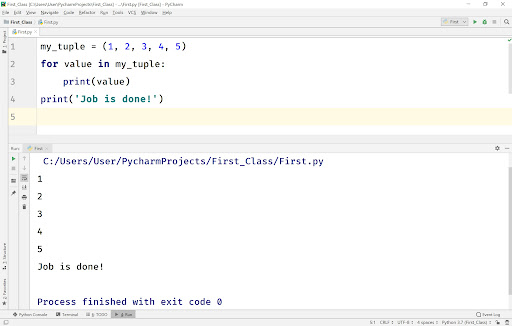 First_Class [C:\Users\User\PycharmProjects\First_Class] - ...\First.py [First_Class] - PyCharm
File Edit View Navigate Code Refactor Run Tools VCS Window Help
First_Class First.py
First
First.py
1: Project
1 my_tuple = (1, 2, 3, 4, 5)
2 for value in my_tuple:
3 print(value)
4 print('Job is done!')
5
Run: First
C:/Users/User/PycharmProjects/First_Class/First.py
1
2
3
4
5
Job is done!
Process finished with exit code 0
7: Structure
2: Favorites
Python Console Terminal 6: TODO 4: Run Event Log
5:1 CRLF UTF-8 4 spaces Python 3.7 (First_Class)